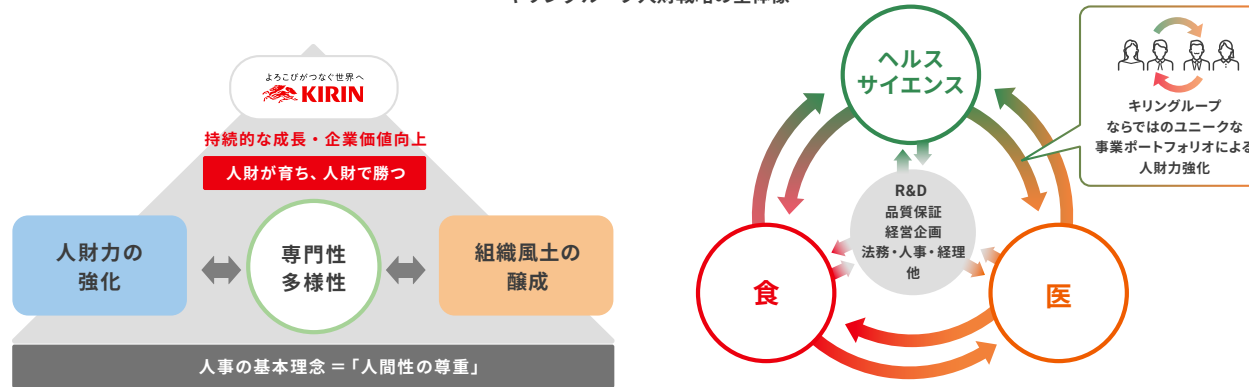 よろこびがつなぐ世界へ
KIRIN
持続的な成長・企業価値向上
人財が育ち、人財で勝つ
人財力の
強化
専門性
多様性
組織風土の
醸成
人事の基本理念＝「人間性の尊重」
ヘルス
サイエンス
R&D
品質保証
経営企画
法務・人事・経理
他
食
医
キリングループ
ならではのユニークな
事業ポートフォリオによる
人財力強化